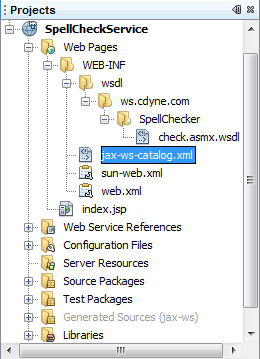 Projects
SpellCheckService
Web Pages
WEB-INF
wsdl
ws.cdyne.com
SpellChecker
check.asmx.wsdl
jax-ws-catalog.xml
sun-web.xml
web.xml
index.jsp
Web Service References
Configuration Files
Server Resources
Source Packages
Test Packages
Generated Sources (jax-ws)
Libraries